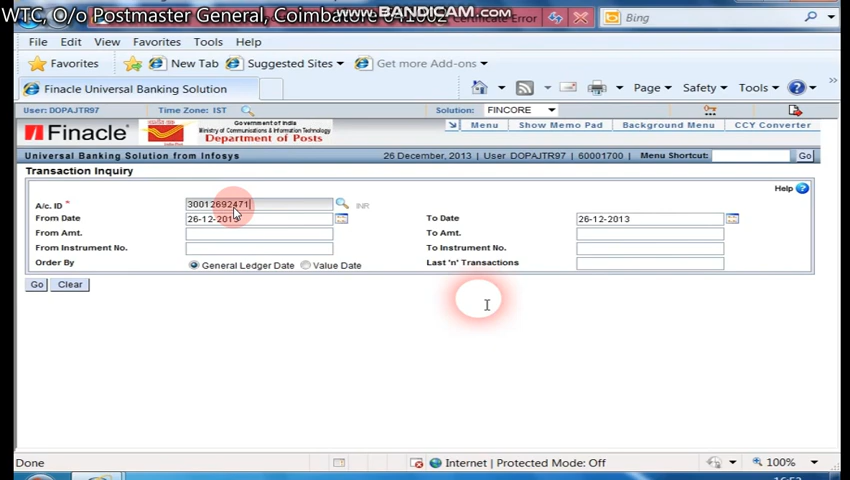 WTC, O/o Postmaster General, Coimbatore 641002 Certificate Error Bing
www.BANDICAM.com
File Edit View Favorites Tools Help
Favorites New Tab Suggested Sites Get more Add-ons
Finacle Universal Banking Solution Page Safety Tools
User: DOPAJTR97 Time Zone: IST Solution: FINCORE
Finacle Government of India Menu Show Memo Pad Background Menu CCY Converter
Ministry of Communications & Information Technology
Department of Posts
Universal Banking Solution from Infosys 26 December, 2013 | User DOPAJTR97 | 60001700 Menu Shortcut: Go
Transaction Inquiry
Help
A/c. ID * 30012692471 INR
From Date 26-12-2013 To Date 26-12-2013
From Amt. To Amt.
From Instrument No. To Instrument No.
Order By General Ledger Date Value Date Last 'n' Transactions
Go Clear
Done Internet | Protected Mode: Off 100%